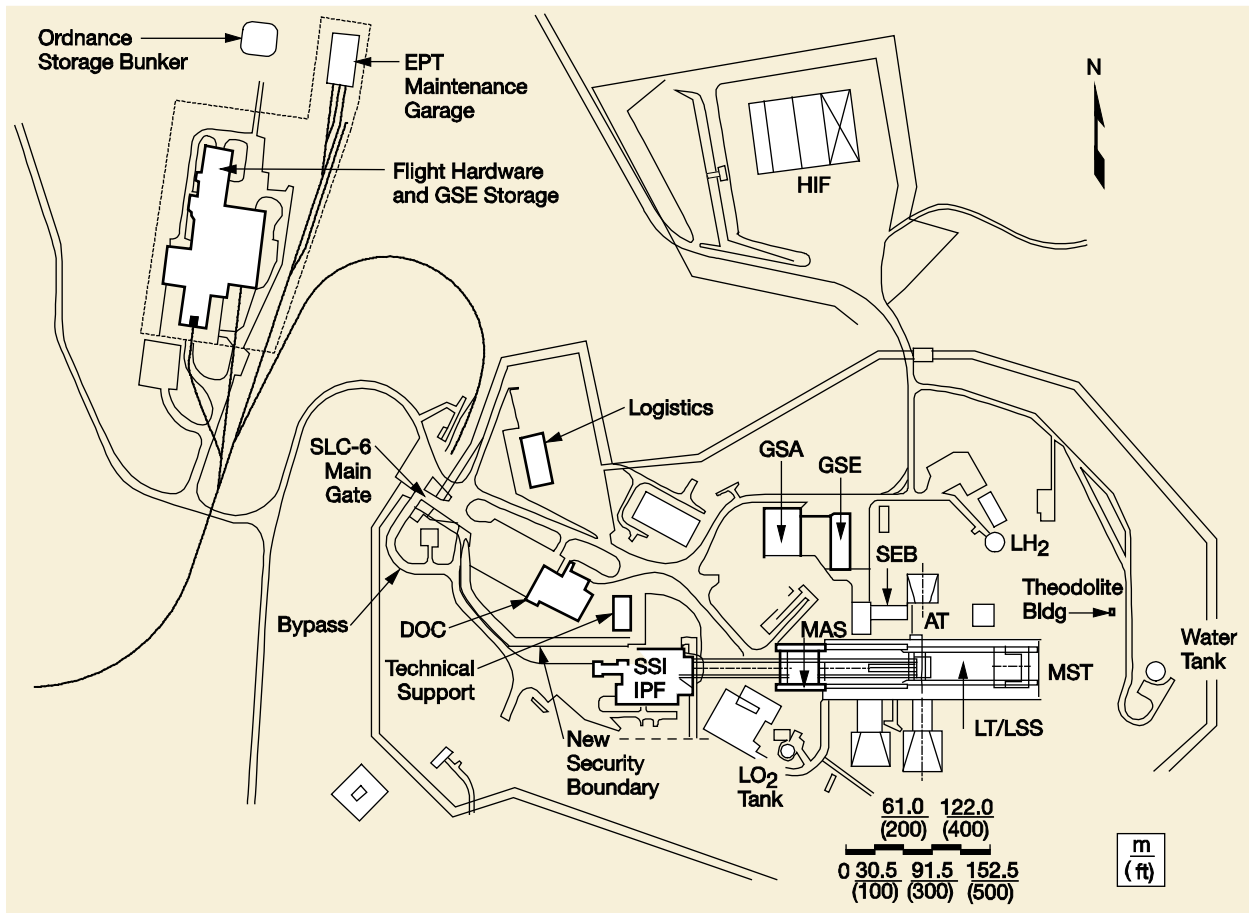 Ordnance
Storage Bunker
EPT
Maintenance
Garage
N
Flight Hardware
and GSE Storage
HIF
Logistics
SLC-6
Main
Gate
GSA
GSE
LH2
SEB
Theodolite
Bldg
Bypass
DOC
AT
MAS
Water
Tank
Technical
Support
SSI
IPF
MST
LT/LSS
New
Security
Boundary
LO2
Tank
61.0 122.0
(200) (400)
0 30.5 91.5 152.5
(100) (300) (500)
m
(ft)